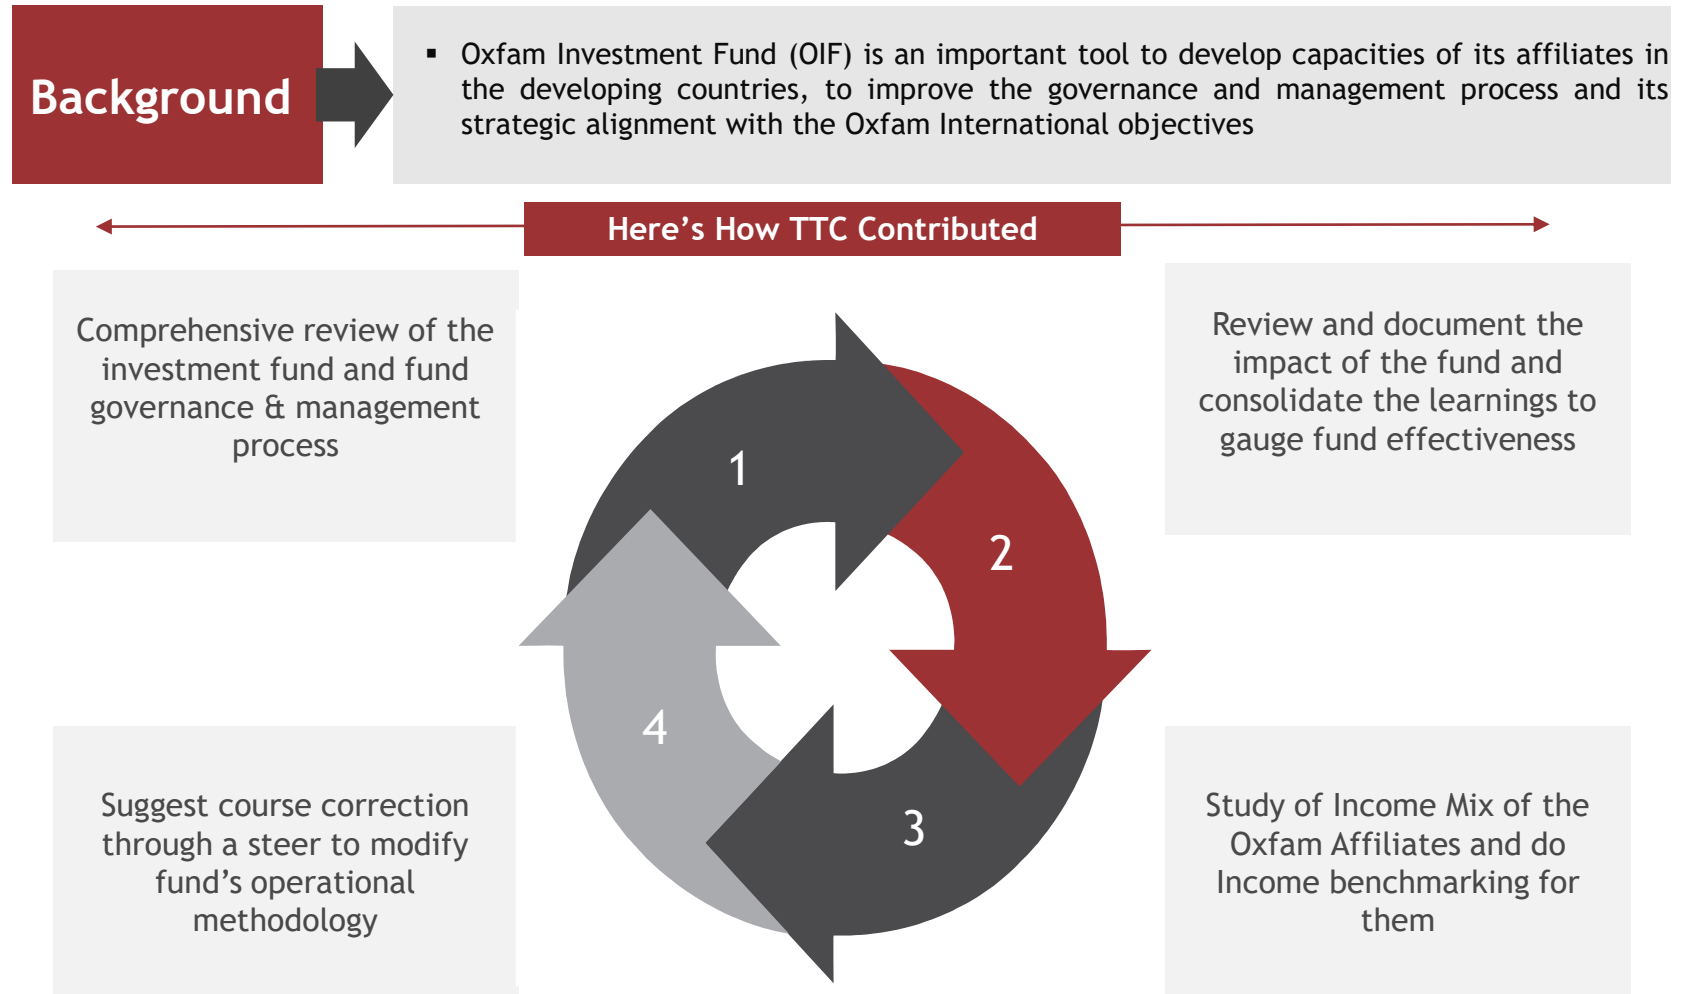 Background
▪ Oxfam Investment Fund (OIF) is an important tool to develop capacities of its affiliates in
the developing countries, to improve the governance and management process and its
strategic alignment with the Oxfam International objectives
Here’s How TTC Contributed
Comprehensive review of the
investment fund and fund
governance & management
process
Review and document the
impact of the fund and
consolidate the learnings to
gauge fund effectiveness
1
2
3
4
Suggest course correction
through a steer to modify
fund’s operational
methodology
Study of Income Mix of the
Oxfam Affiliates and do
Income benchmarking for
them